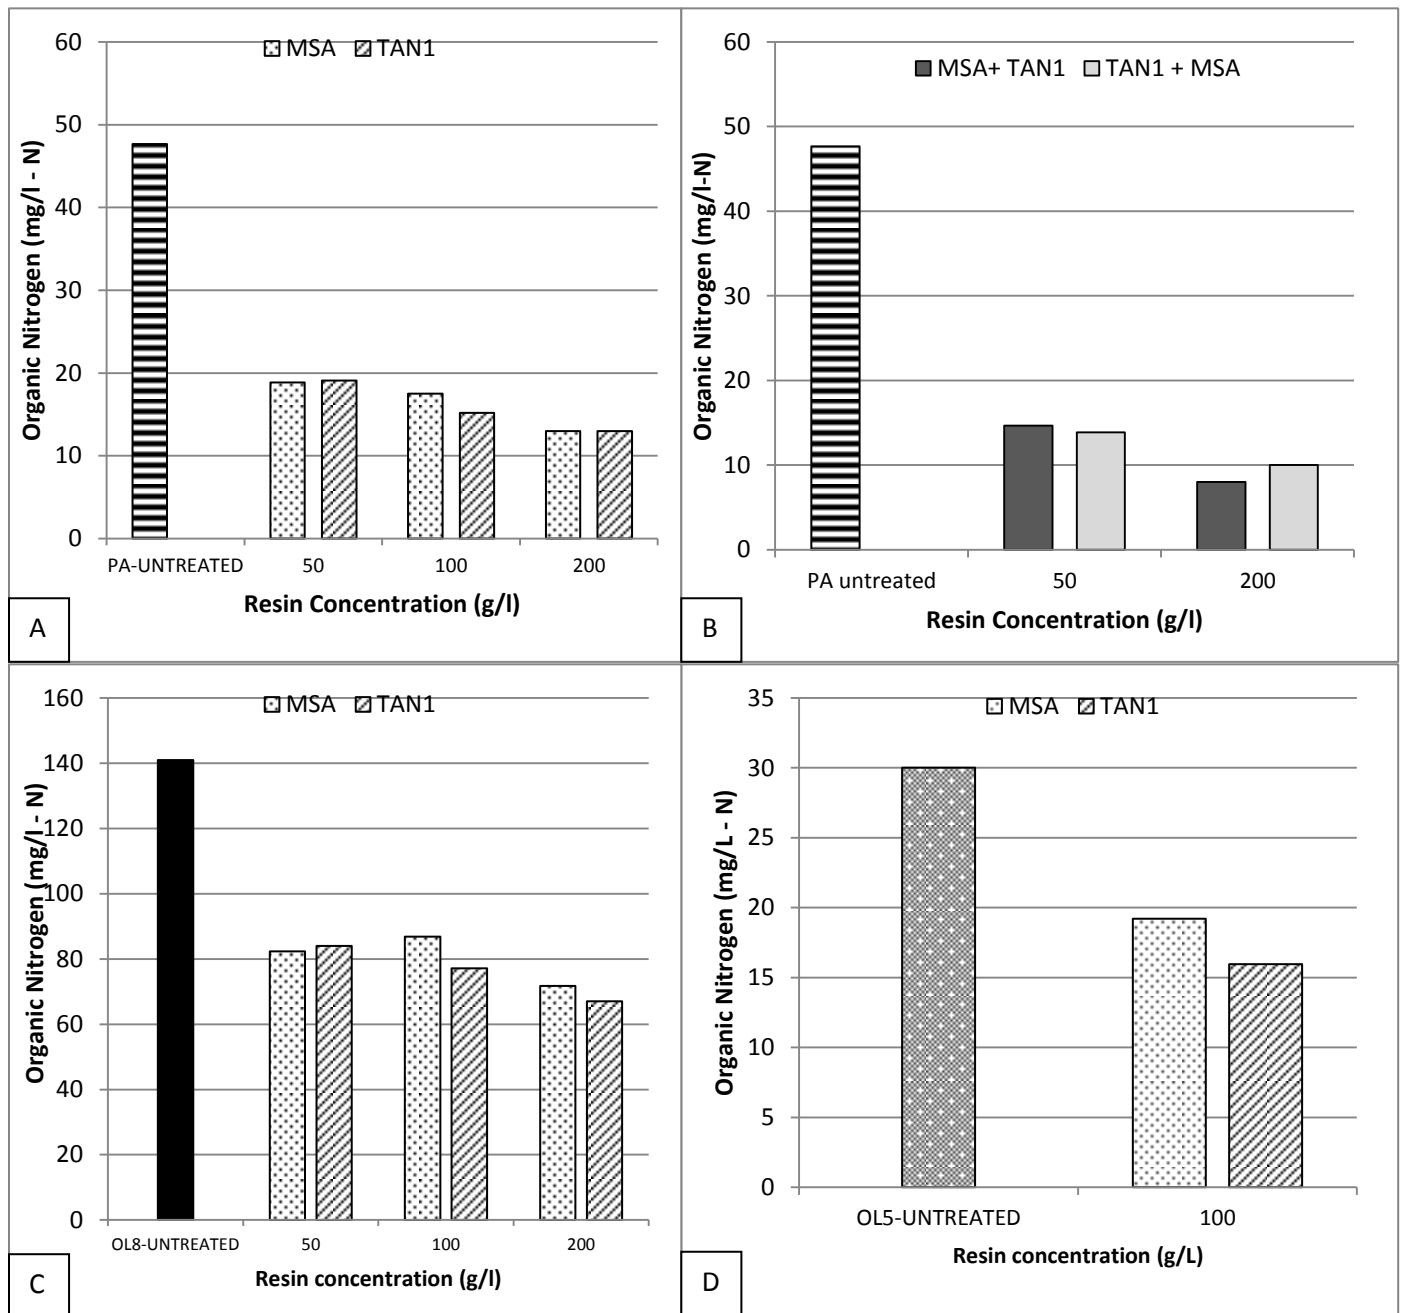 MSA TAN1
60
50
40
30
20
10
0
Organic Nitrogen (mg/l - N)
PA-UNTREATED 50 100 200
Resin Concentration (g/l)
A
MSA+ TAN1 TAN1 + MSA
60
50
40
30
20
10
0
Organic Nitrogen (mg/l-N)
PA untreated 50 200
Resin Concentration (g/l)
B
MSA TAN1
160
140
120
100
80
60
40
20
0
Organic Nitrogen (mg/l - N)
OL8-UNTREATED 50 100 200
Resin concentration (g/l)
C
MSA TAN1
35
30
25
20
15
10
5
0
Organic Nitrogen (mg/L - N)
OL5-UNTREATED 100
Resin concentration (g/L)
D